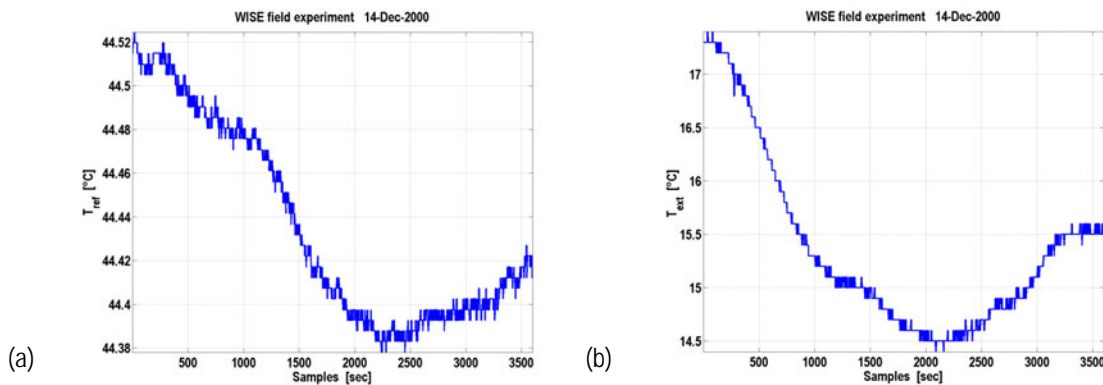 WISE field experiment 14-Dec-2000
44.52
44.5
44.48
44.46
44.44
44.42
44.4
44.38
T_ref [°C]
500 1000 1500 2000 2500 3000 3500
Samples [sec]
(a)
WISE field experiment 14-Dec-2000
17
16.5
16
15.5
15
14.5
T_ext [°C]
500 1000 1500 2000 2500 3000 3500
Samples [sec]
(b)